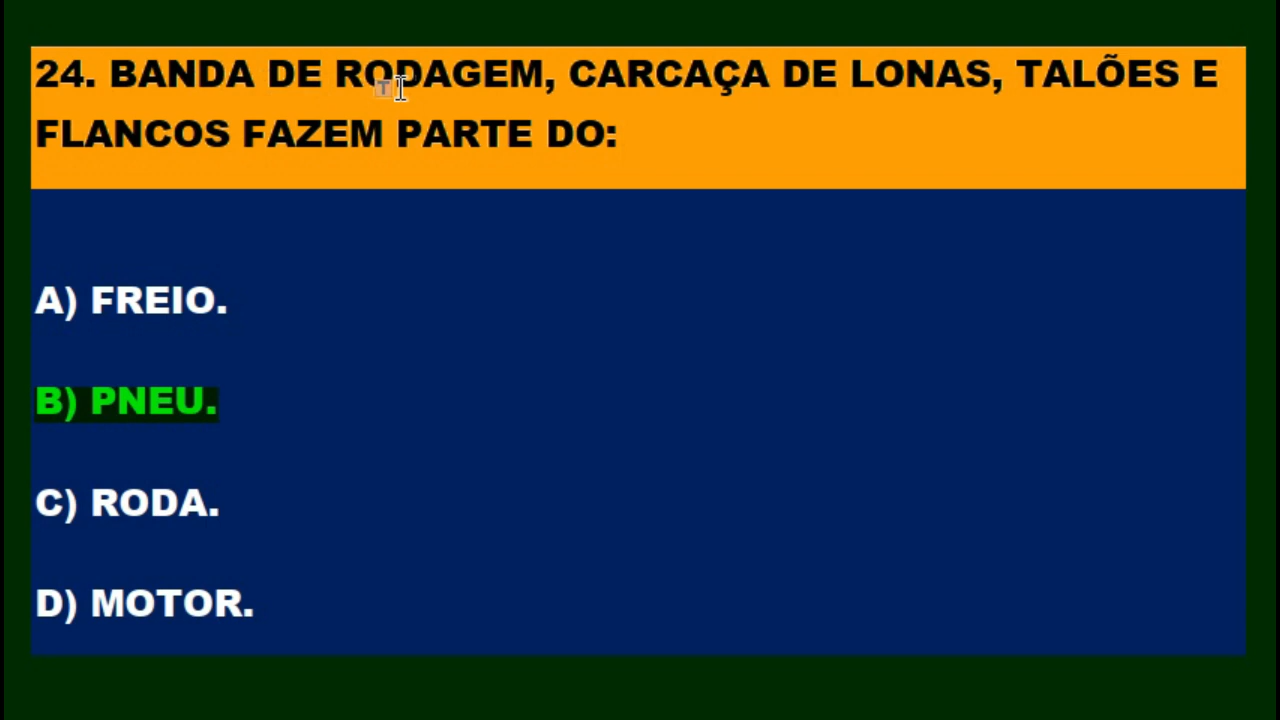 24. BANDA DE RODAGEM, CARCAÇA DE LONAS, TALÕES E
FLANCOS FAZEM PARTE DO:
A) FREIO.
B) PNEU.
C) RODA.
D) MOTOR.